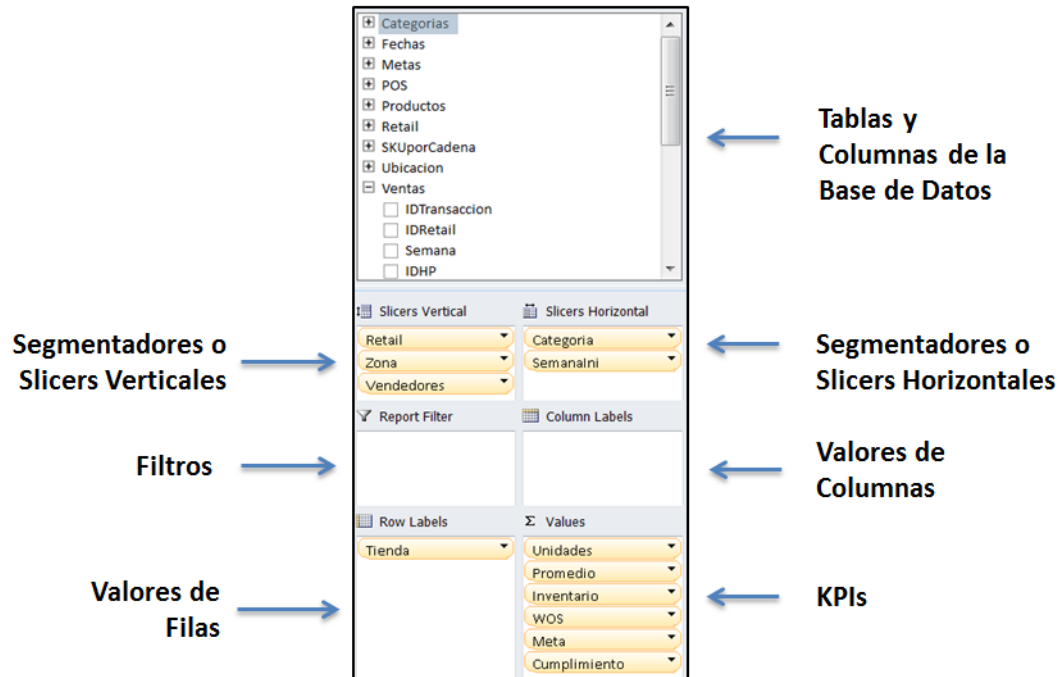 Categorias
Fechas
Metas
POS
Productos
Retail
SKUporCadena
Ubicacion
Ventas
IDTransaccion
IDRetail
Semana
IDHP
Tablas y
Columnas de la
Base de Datos
Slicers Vertical
Slicers Horizontal
Segmentadores o
Slicers Verticales
Retail
Zona
Vendedores
Categoria
SemanaIni
Segmentadores o
Slicers Horizontales
Report Filter
Column Labels
Filtros
Valores de
Columnas
Row Labels
Σ Values
Valores de
Filas
Tienda
Unidades
Promedio
Inventario
WOS
Meta
Cumplimiento
KPIs